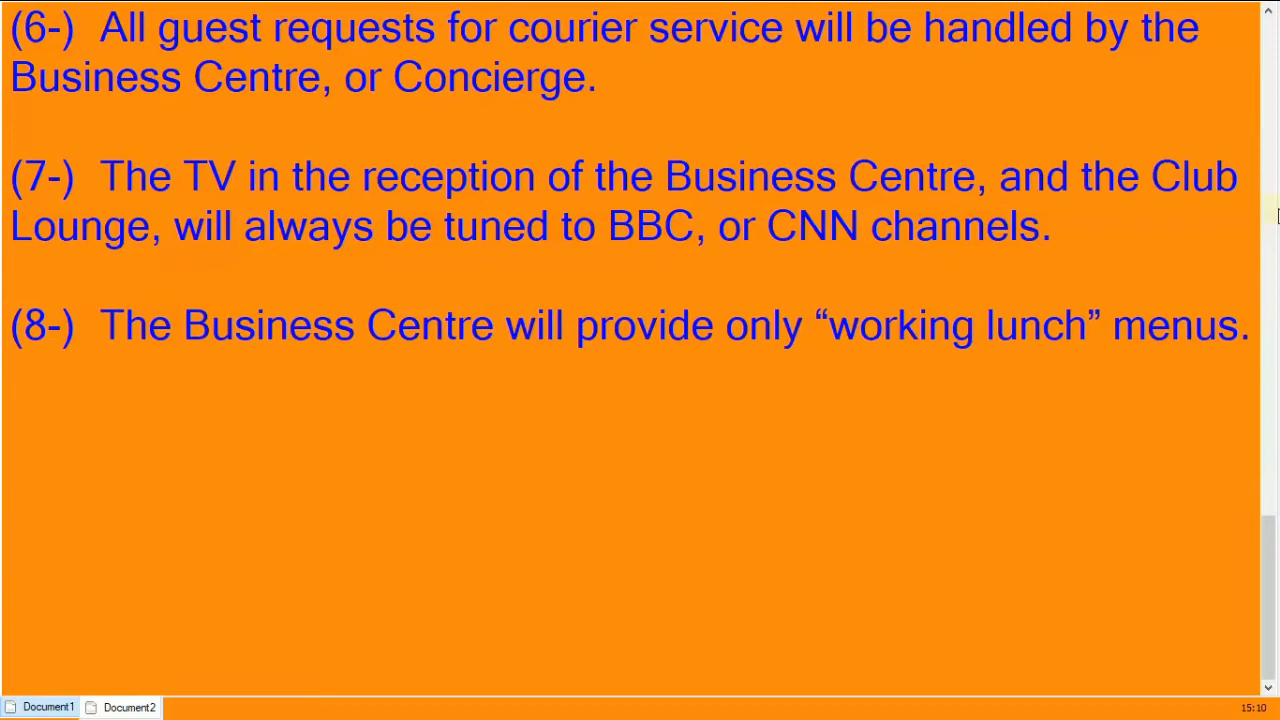 (6-) All guest requests for courier service will be handled by the
Business Centre, or Concierge.
(7-) The TV in the reception of the Business Centre, and the Club
Lounge, will always be tuned to BBC, or CNN channels.
(8-) The Business Centre will provide only “working lunch” menus.
Document1 Document2 15:10